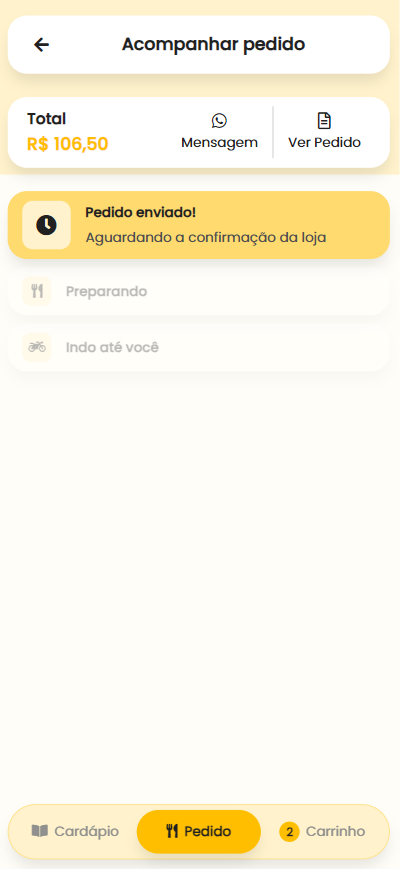 Acompanhar pedido
Total
R$ 106,50
Mensagem
Ver Pedido
Pedido enviado!
Aguardando a confirmação da loja
Preparando
Indo até você
Cardápio
Pedido
2 Carrinho